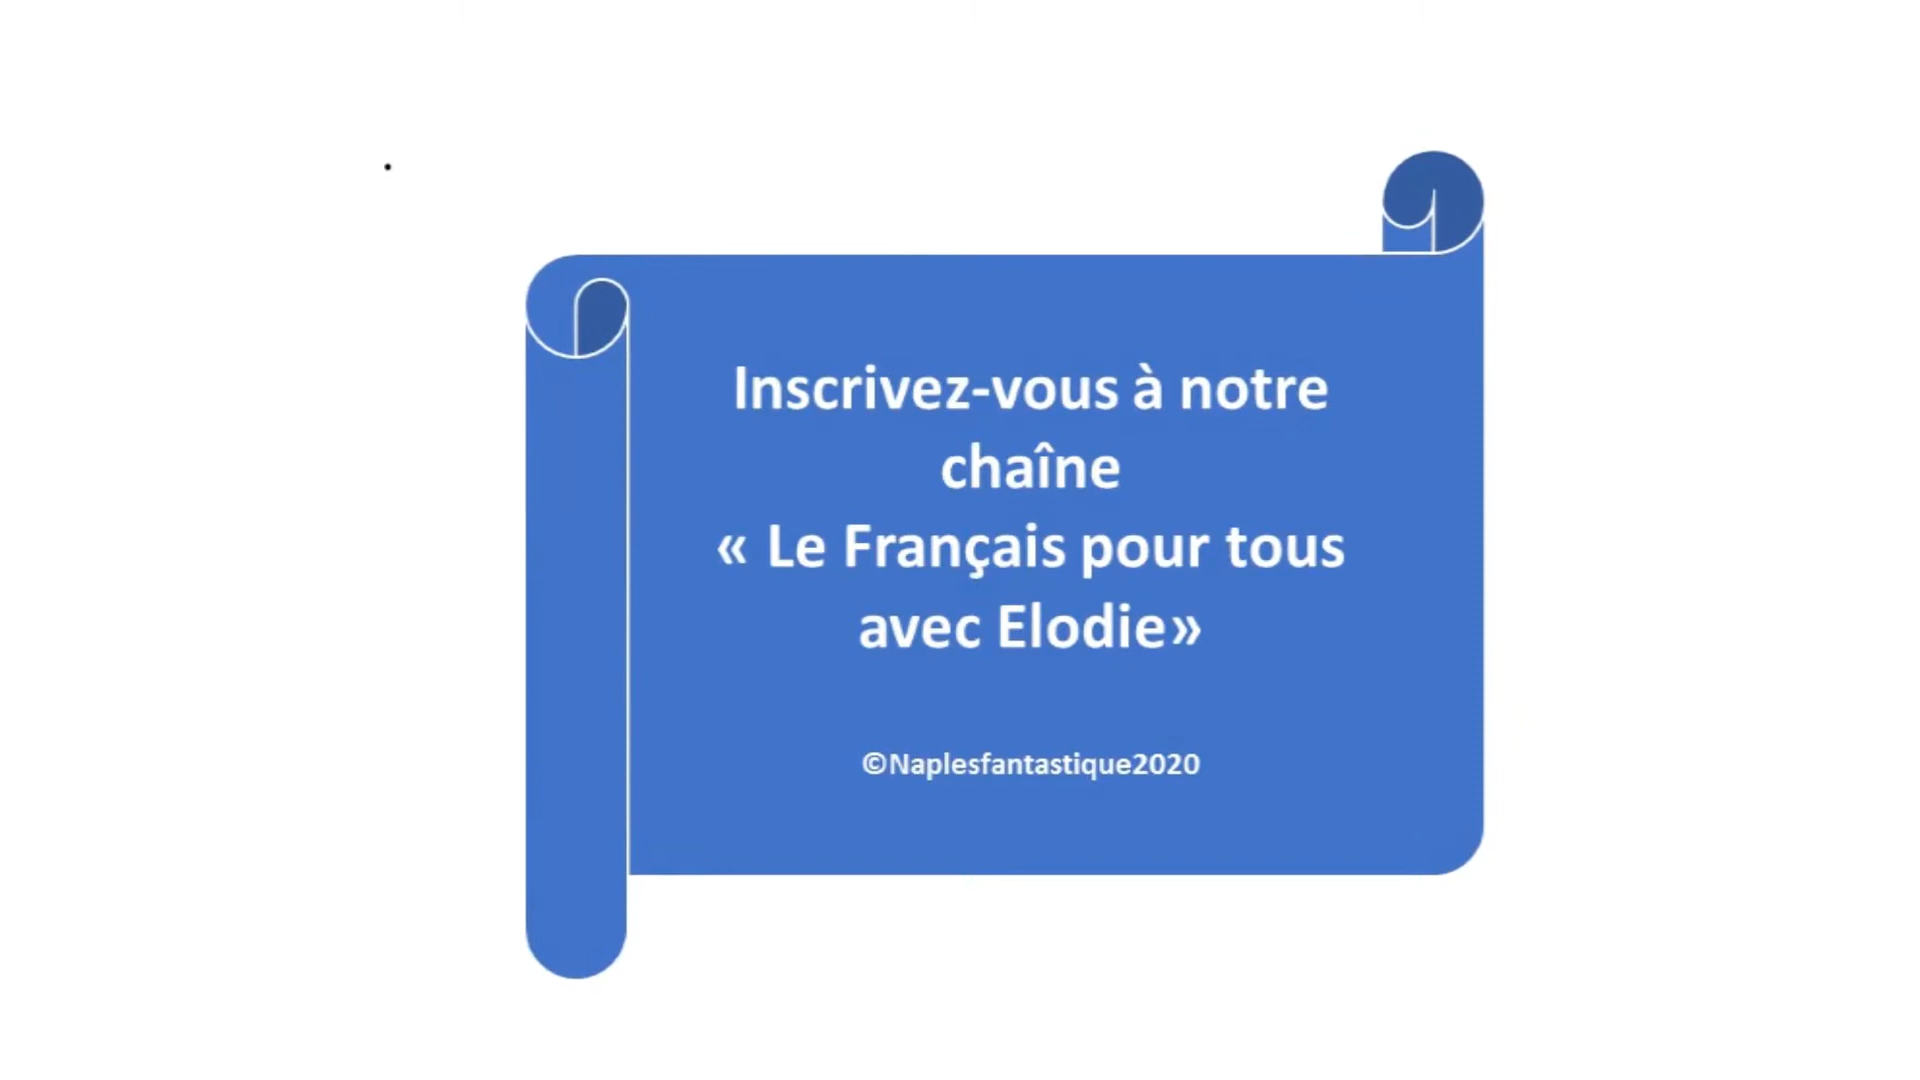 Inscrivez-vous à notre
chaîne
« Le Français pour tous
avec Elodie»
©Naplesfantastique2020